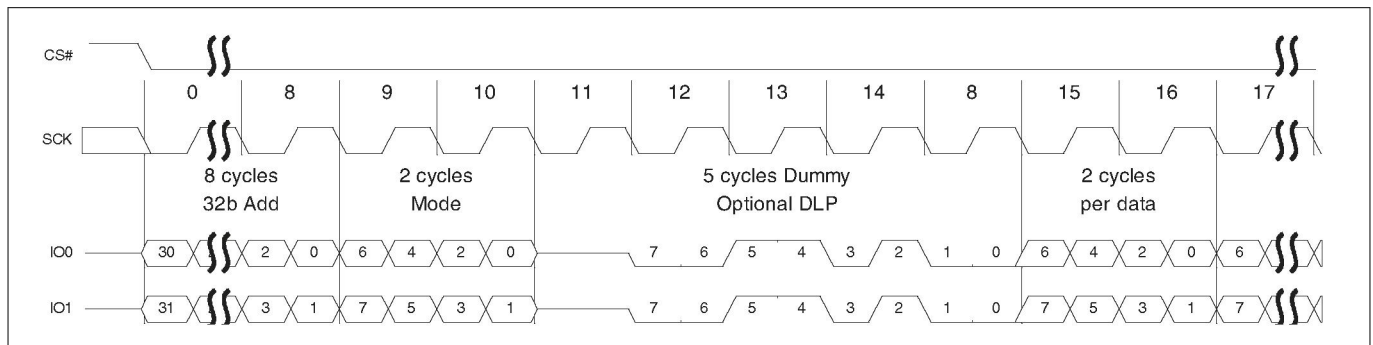 CS#
0 8 9 10 11 12 13 14 8 15 16 17
SCK
8 cycles 2 cycles 5 cycles Dummy 2 cycles
32b Add Mode Optional DLP per data
IO0 30 2 0 6 4 2 0 7 6 5 4 3 2 1 0 6 4 2 0 6
IO1 31 3 1 7 5 3 1 7 6 5 4 3 2 1 0 7 5 3 1 7